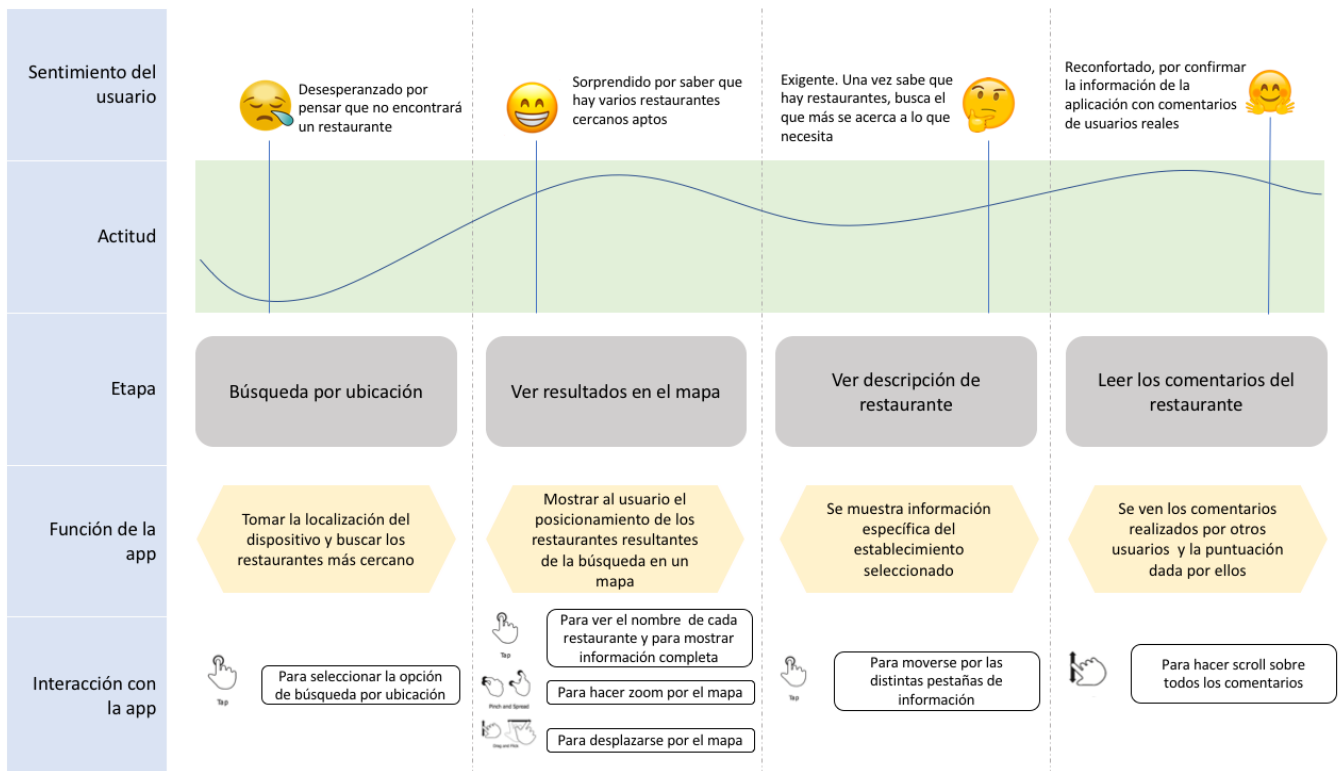 Sentimiento del
usuario
Desesperanzado por
pensar que no encontrará
un restaurante
Sorprendido por saber que
hay varios restaurantes
cercanos aptos
Exigente. Una vez sabe que
hay restaurantes, busca el
que más se acerca a lo que
necesita
Reconfortado, por confirmar
la información de la
aplicación con comentarios
de usuarios reales
Actitud
Etapa
Búsqueda por ubicación
Ver resultados en el mapa
Ver descripción de
restaurante
Leer los comentarios del
restaurante
Función de la
app
Tomar la localización del
dispositivo y buscar los
restaurantes más cercano
Mostrar al usuario el
posicionamiento de los
restaurantes resultantes
de la búsqueda en un
mapa
Se muestra información
específica del
establecimiento
seleccionado
Se ven los comentarios
realizados por otros
usuarios y la puntuación
dada por ellos
Interacción con
la app
Tap
Para seleccionar la opción
de búsqueda por ubicación
Tap
Para ver el nombre de cada
restaurante y para mostrar
información completa
Pinch and Spread
Para hacer zoom por el mapa
Drag and Flick
Para desplazarse por el mapa
Tap
Para moverse por las
distintas pestañas de
información
Para hacer scroll sobre
todos los comentarios